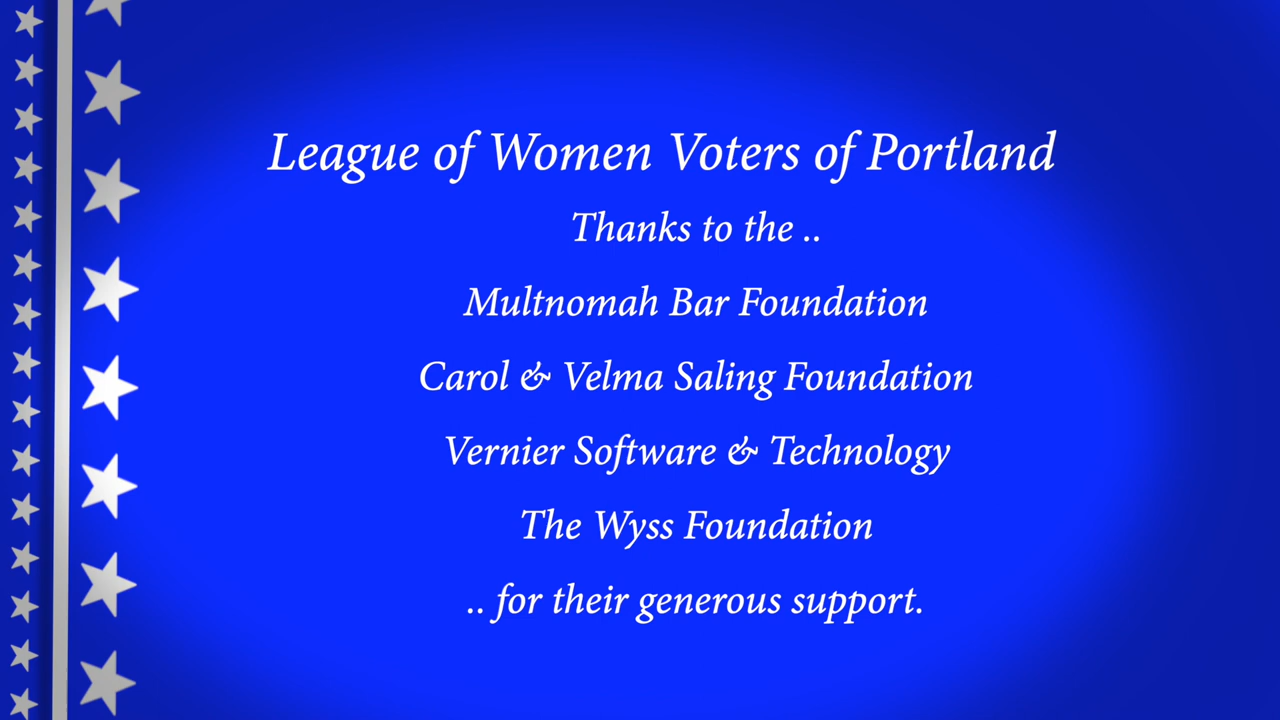 League of Women Voters of Portland
Thanks to the ..
Multnomah Bar Foundation
Carol & Velma Saling Foundation
Vernier Software & Technology
The Wyss Foundation
.. for their generous support.